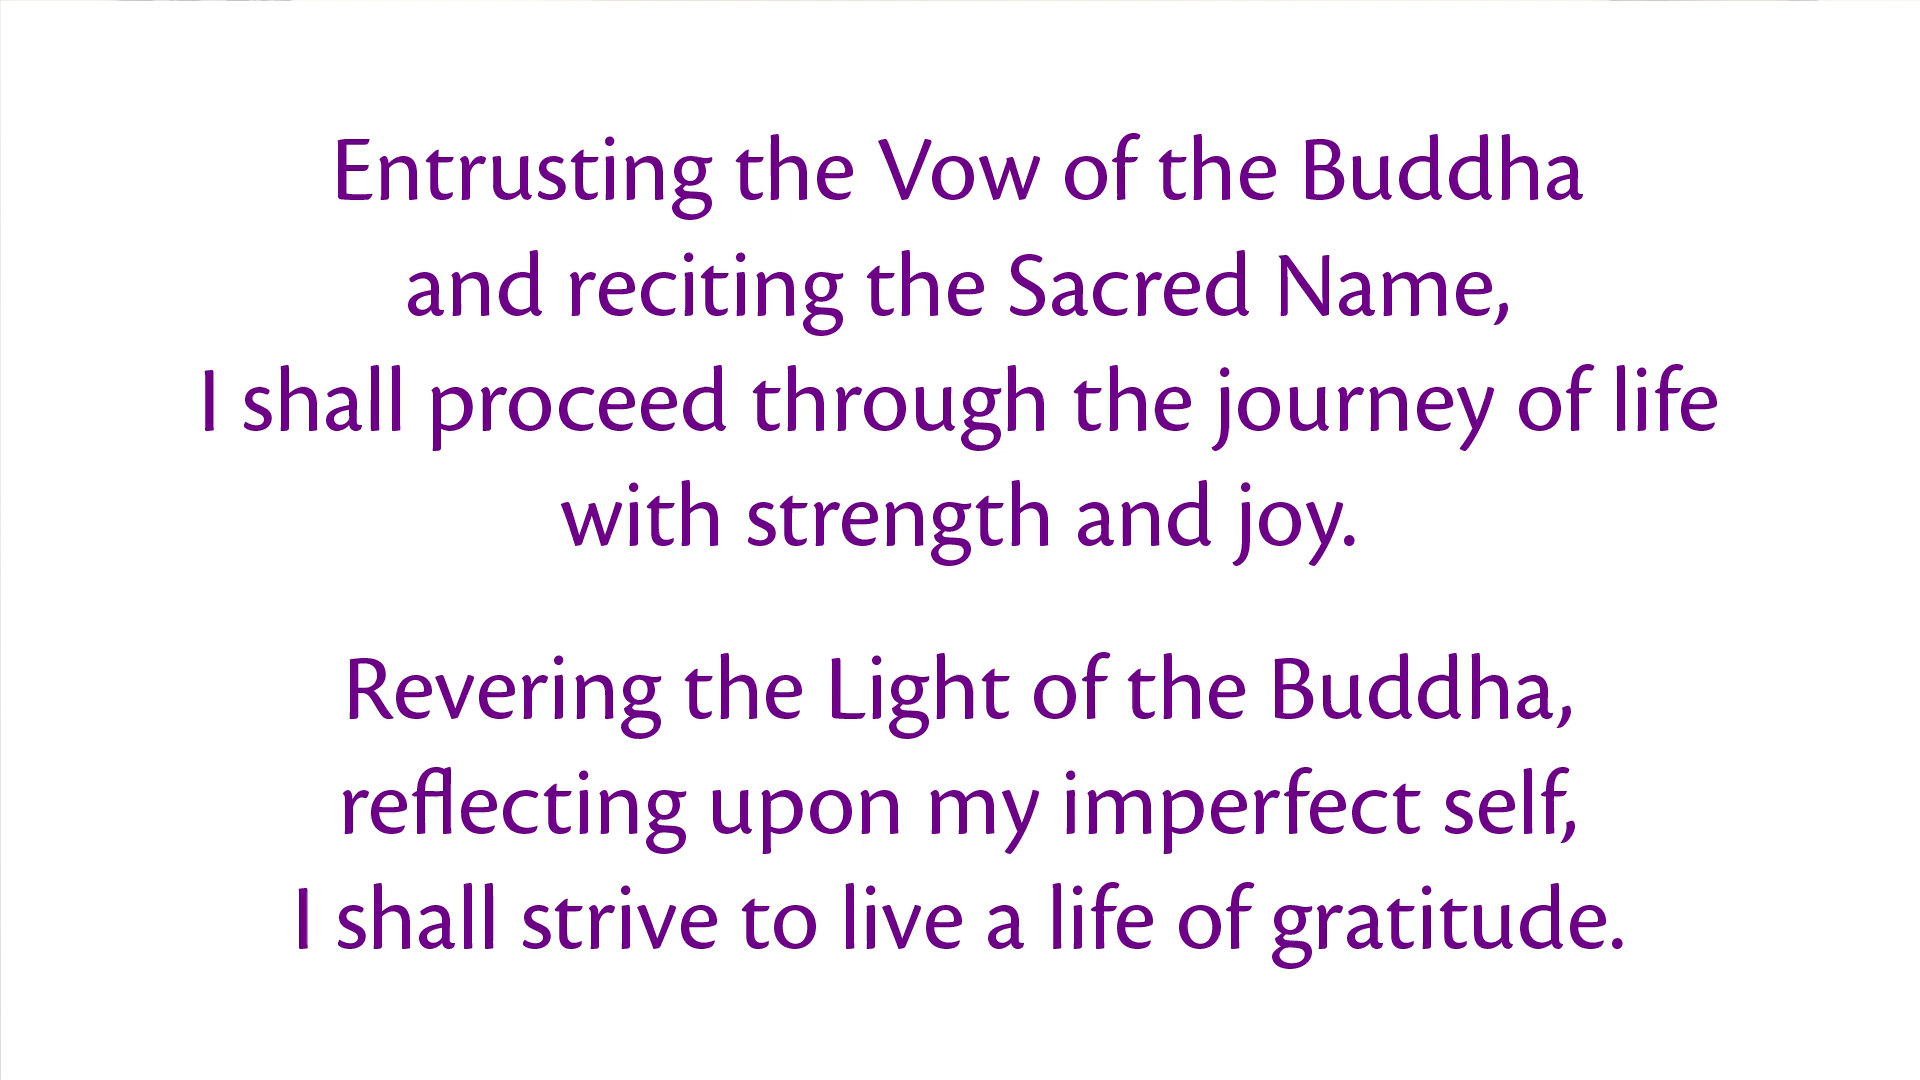 Entrusting the Vow of the Buddha
and reciting the Sacred Name,
I shall proceed through the journey of life
with strength and joy.
Revering the Light of the Buddha,
reflecting upon my imperfect self,
I shall strive to live a life of gratitude.